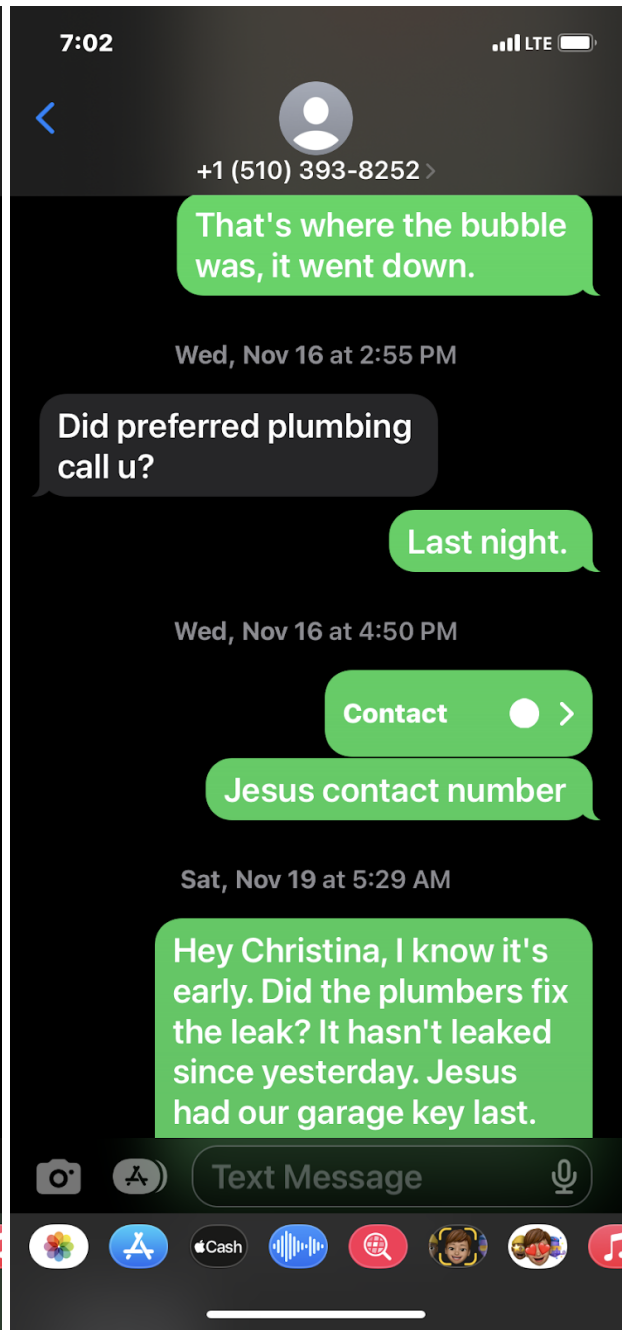 7:02
LTE
+1 (510) 393-8252
That's where the bubble
was, it went down.
Wed, Nov 16 at 2:55 PM
Did preferred plumbing
call u?
Last night.
Wed, Nov 16 at 4:50 PM
Contact
Jesus contact number
Sat, Nov 19 at 5:29 AM
Hey Christina, I know it's
early. Did the plumbers fix
the leak? It hasn't leaked
since yesterday. Jesus
had our garage key last.
Text Message
Cash